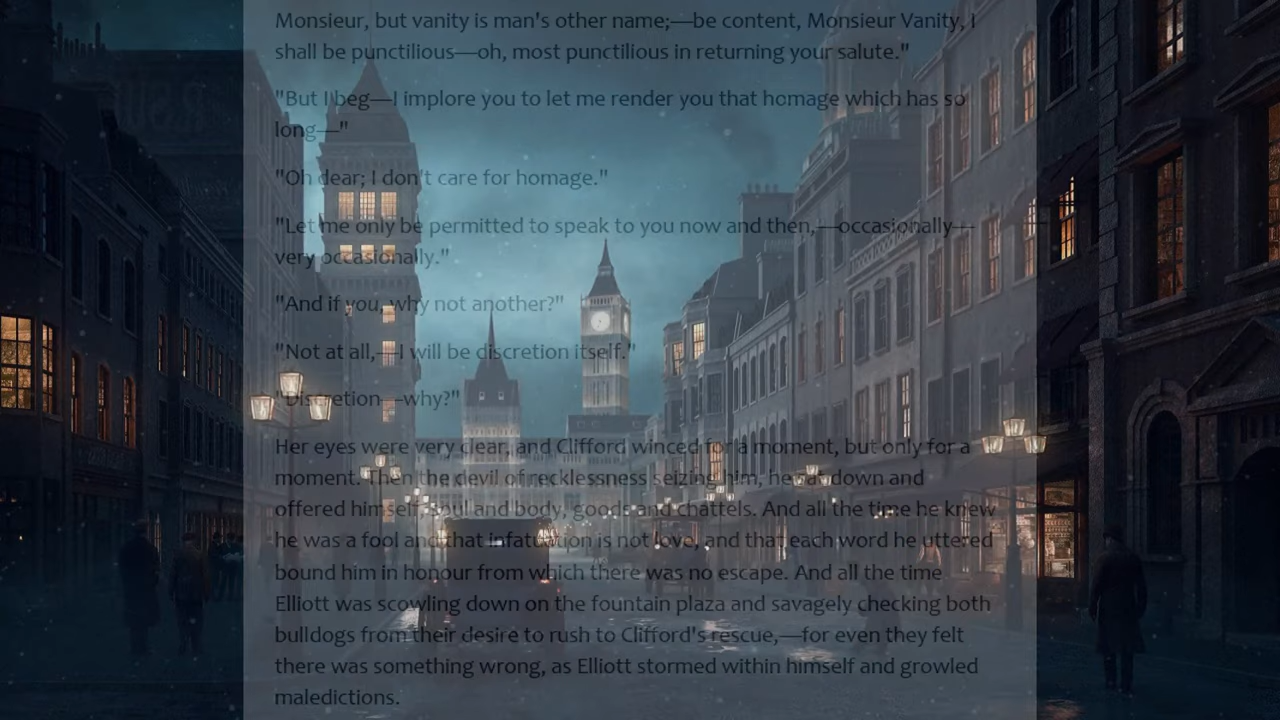 Monsieur, but vanity is man's other name;—be content, Monsieur Vanity, I
shall be punctilious—oh, most punctilious in returning your salute."
"But I beg—I implore you to let me render you that homage which has so
long—"
"Oh dear; I don't care for homage."
"Let me only be permitted to speak to you now and then,—occasionally—
very occasionally."
"And if you, why not another?"
"Not at all,—I will be discretion itself."
"Discretion—why?"
Her eyes were very clear, and Clifford winced for a moment, but only for a
moment. Then the devil of recklessness seizing him, he sat down and
offered himself, soul and body, goods and chattels. And all the time he knew
he was a fool and that infatuation is not love, and that each word he uttered
bound him in honour from which there was no escape. And all the time
Elliott was scowling down on the fountain plaza and savagely checking both
bulldogs from their desire to rush to Clifford's rescue,—for even they felt
there was something wrong, as Elliott stormed within himself and growled
maledictions.